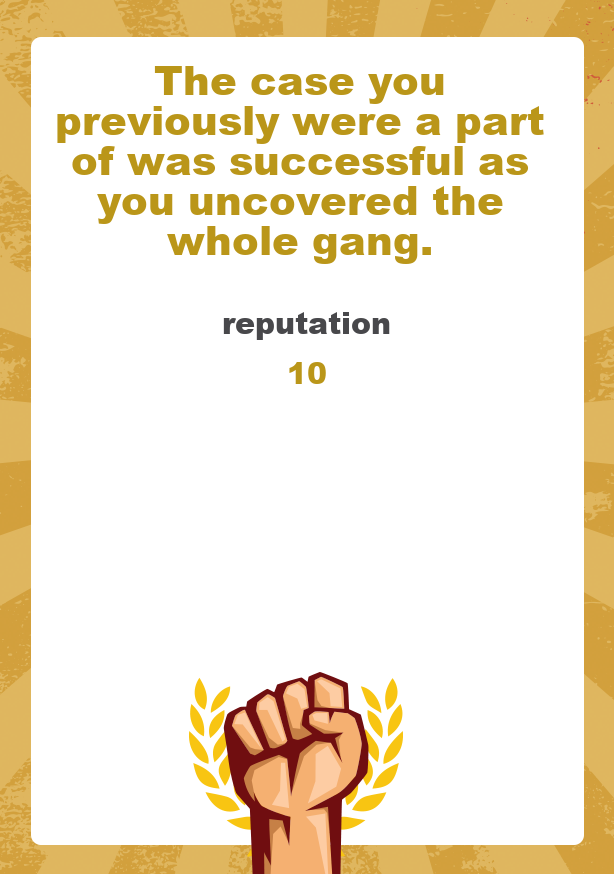 The case you
previously were a part
of was successful as
you uncovered the
whole gang.
reputation
10